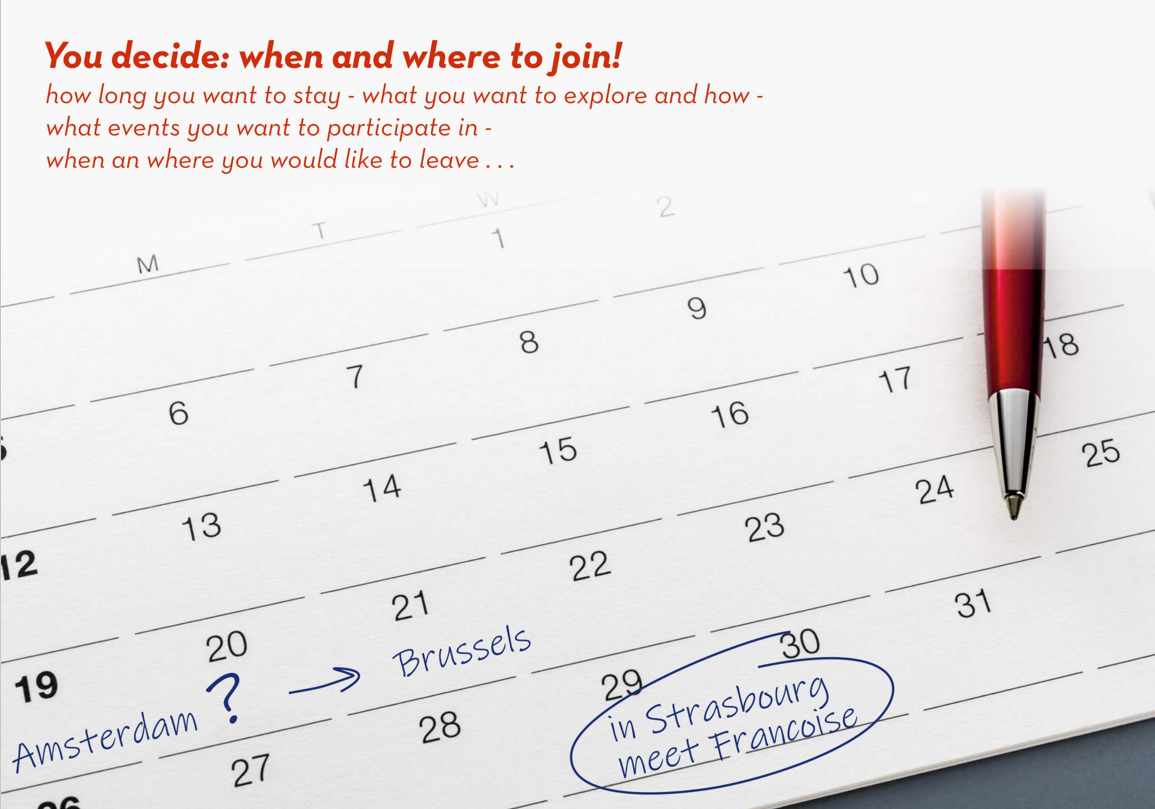 You decide: when and where to join!
how long you want to stay - what you want to explore and how -
what events you want to participate in -
when an where you would like to leave . . .
M T W
1 2
6 7 8 9 10
12 13 14 15 16 17 18
19 20 21 22 23 24 25
Amsterdam ? → Brussels
27 28 29 30 31
in Strasbourg
meet Francoise